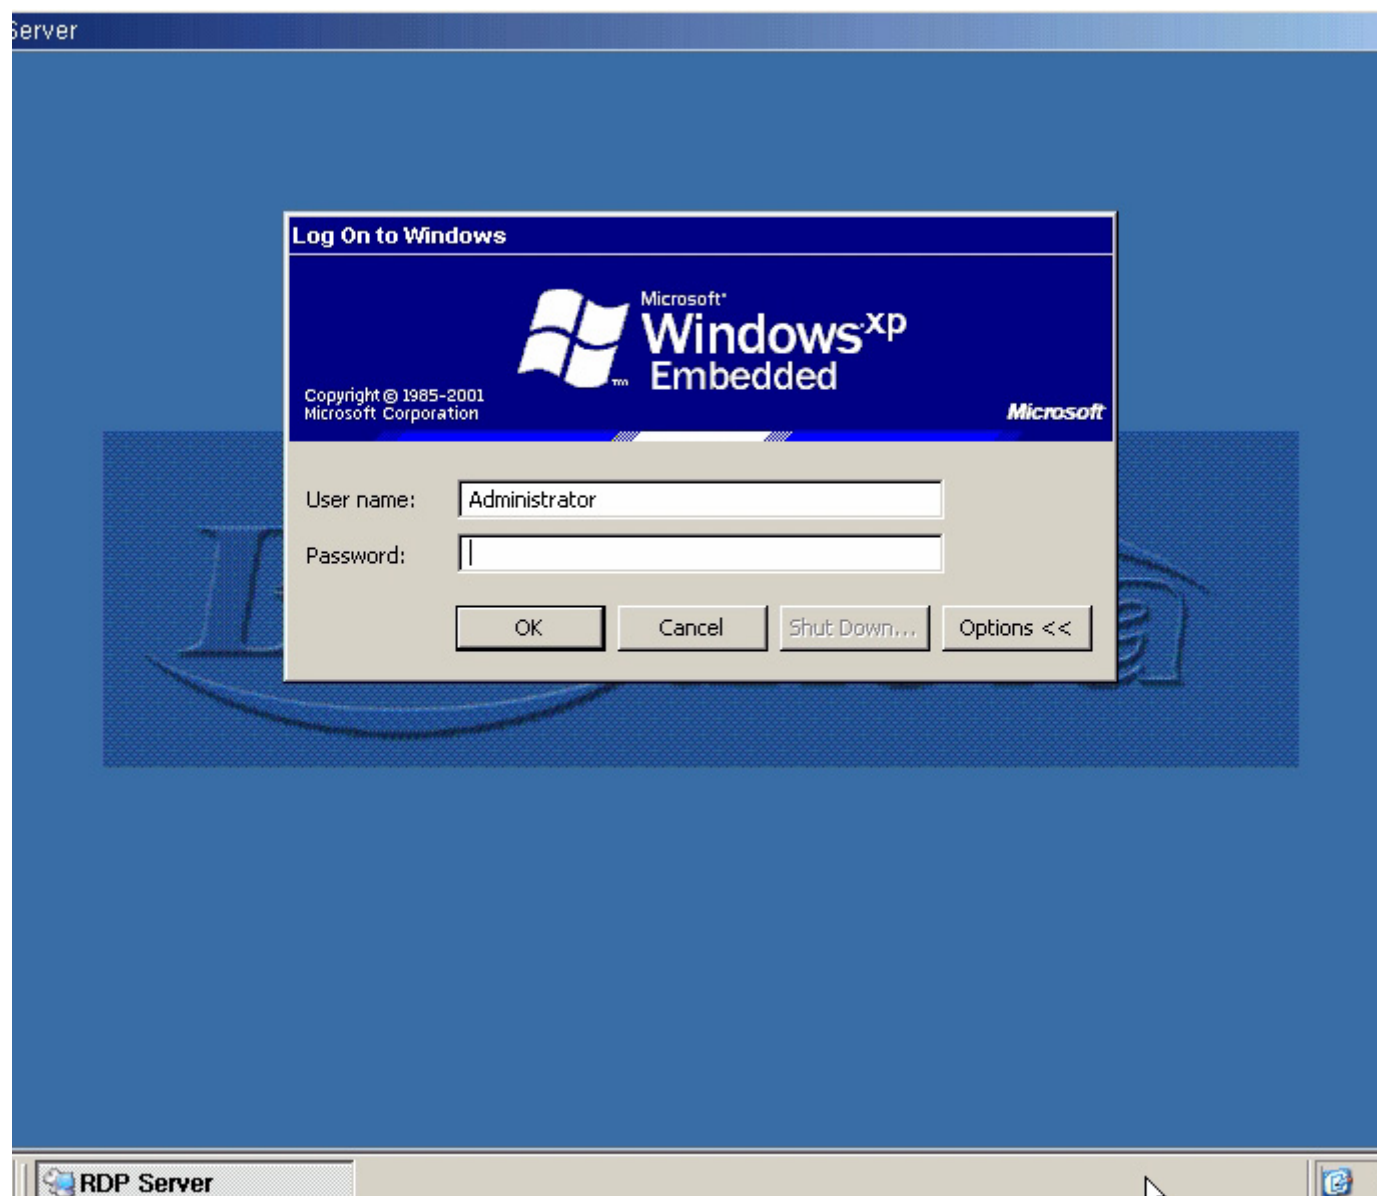 Server
Log On to Windows
Microsoft®
Windows xp
Embedded
TM
Copyright © 1985-2001
Microsoft Corporation
Microsoft
User name:
Administrator
Password:
OK
Cancel
Shut Down...
Options <<
RDP Server